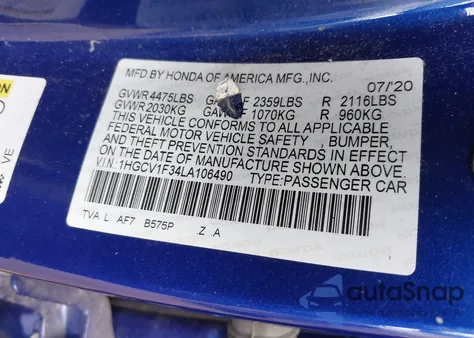 MFD BY HONDA OF AMERICA MFG., INC. 07/'20
GVWR 4475LBS F 2359LBS R 2116LBS
GVWR 2030KG F 1070KG R 960KG
THIS VEHICLE CONFORMS TO ALL APPLICABLE
FEDERAL MOTOR VEHICLE SAFETY , BUMPER,
AND THEFT PREVENTION STANDARDS IN EFFECT
ON THE DATE OF MANUFACTURE SHOWN ABOVE.
V.I.N.:1HGCV1F34LA106490 TYPE:PASSENGER CAR
TVA L AF7 B575P .Z .A
VE
autoSnap